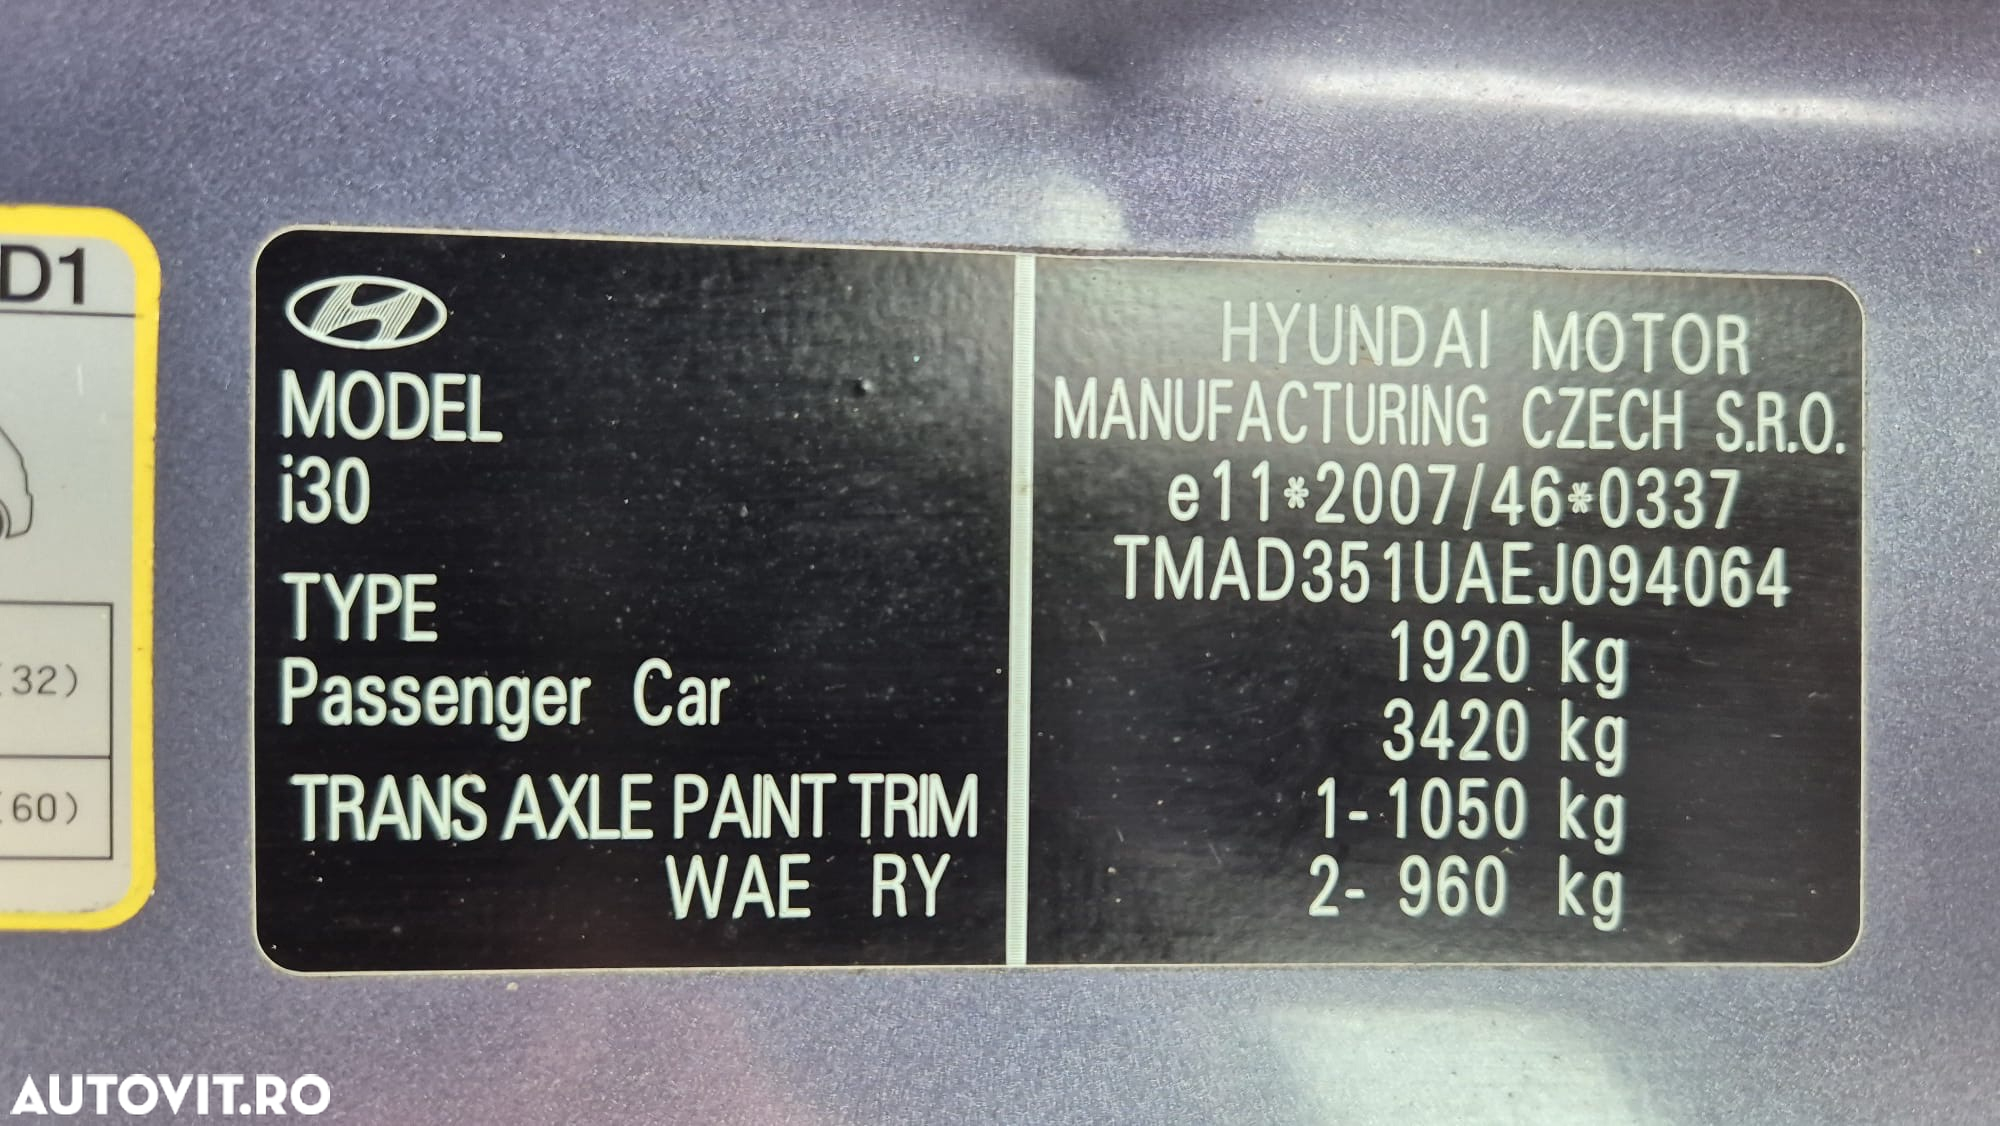 D1
(32)
(60)
MODEL
i30
TYPE
Passenger Car
TRANS AXLE PAINT TRIM
WAE RY
HYUNDAI MOTOR
MANUFACTURING CZECH S.R.O.
e11*2007/46*0337
TMAD351UAEJ094064
1920 kg
3420 kg
1- 1050 kg
2- 960 kg
AUTOVIT.RO